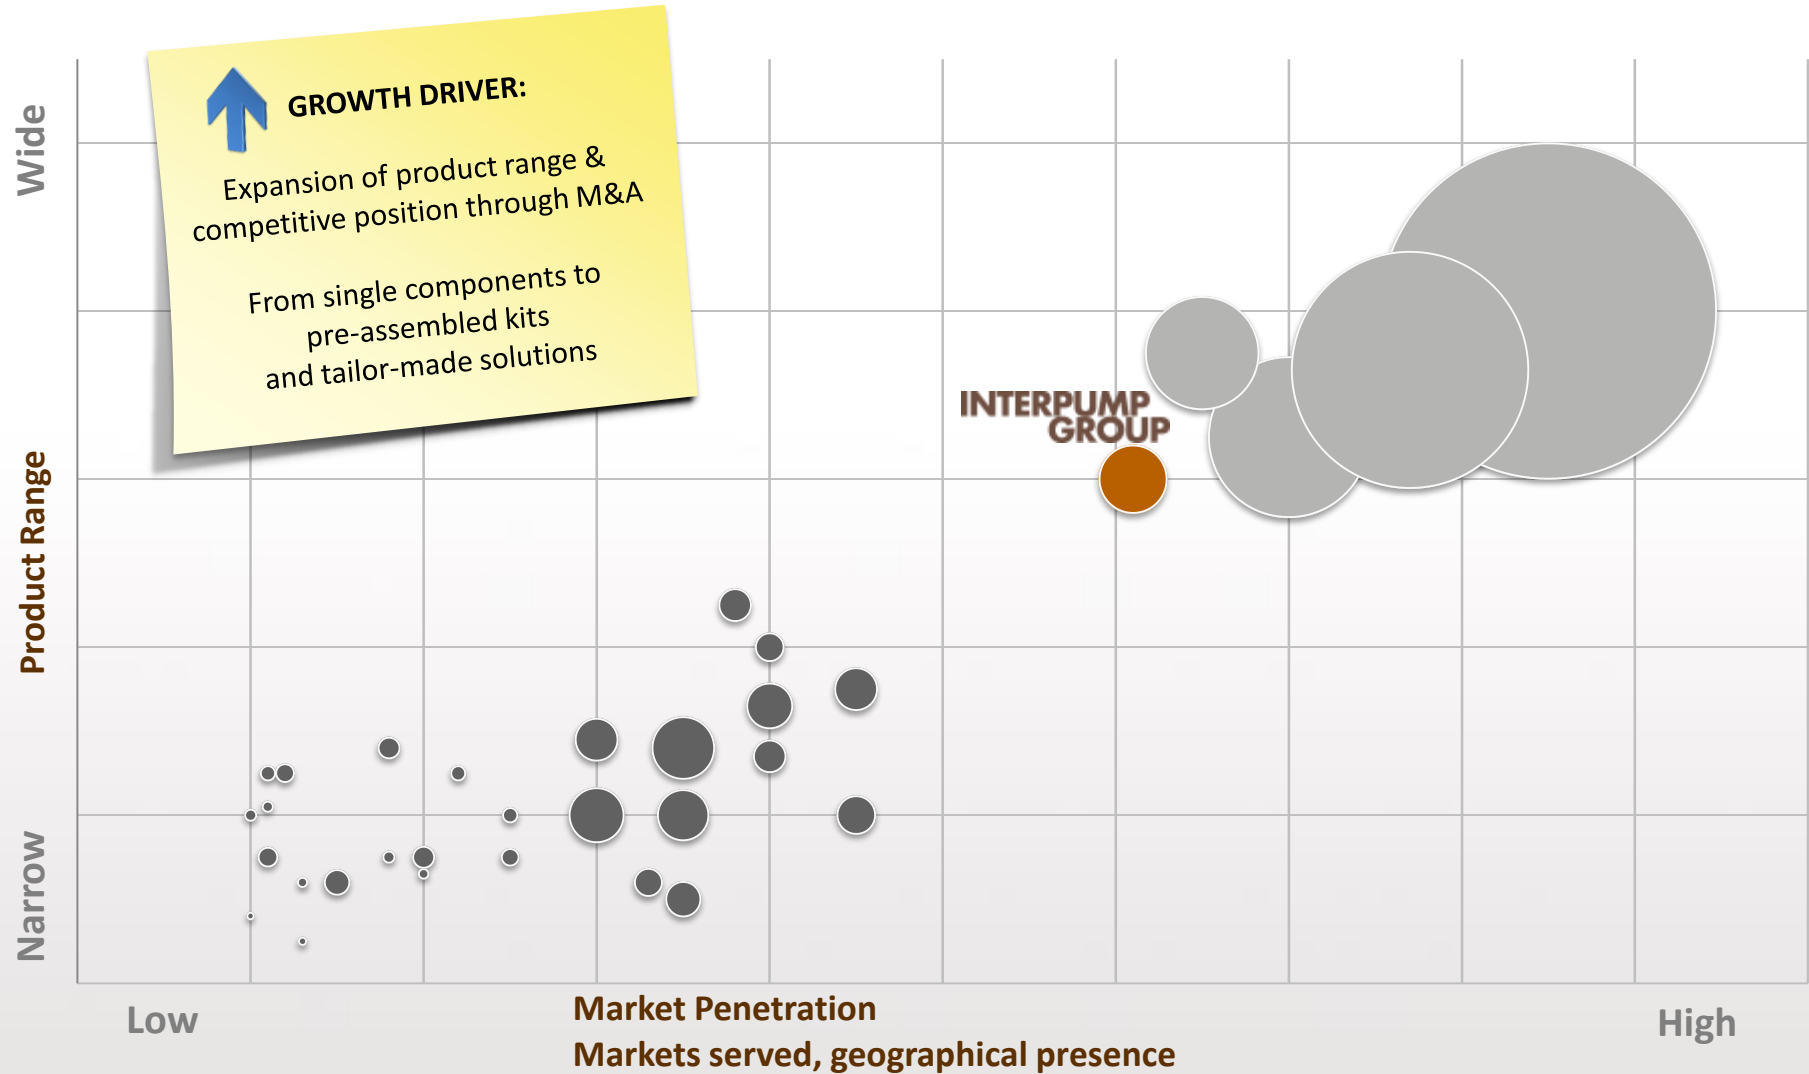 GROWTH DRIVER:
Expansion of product range &
competitive position through M&A
From single components to
pre-assembled kits
and tailor-made solutions
Wide
Product Range
Narrow
INTERPUMP
GROUP
Low
Market Penetration
Markets served, geographical presence
High